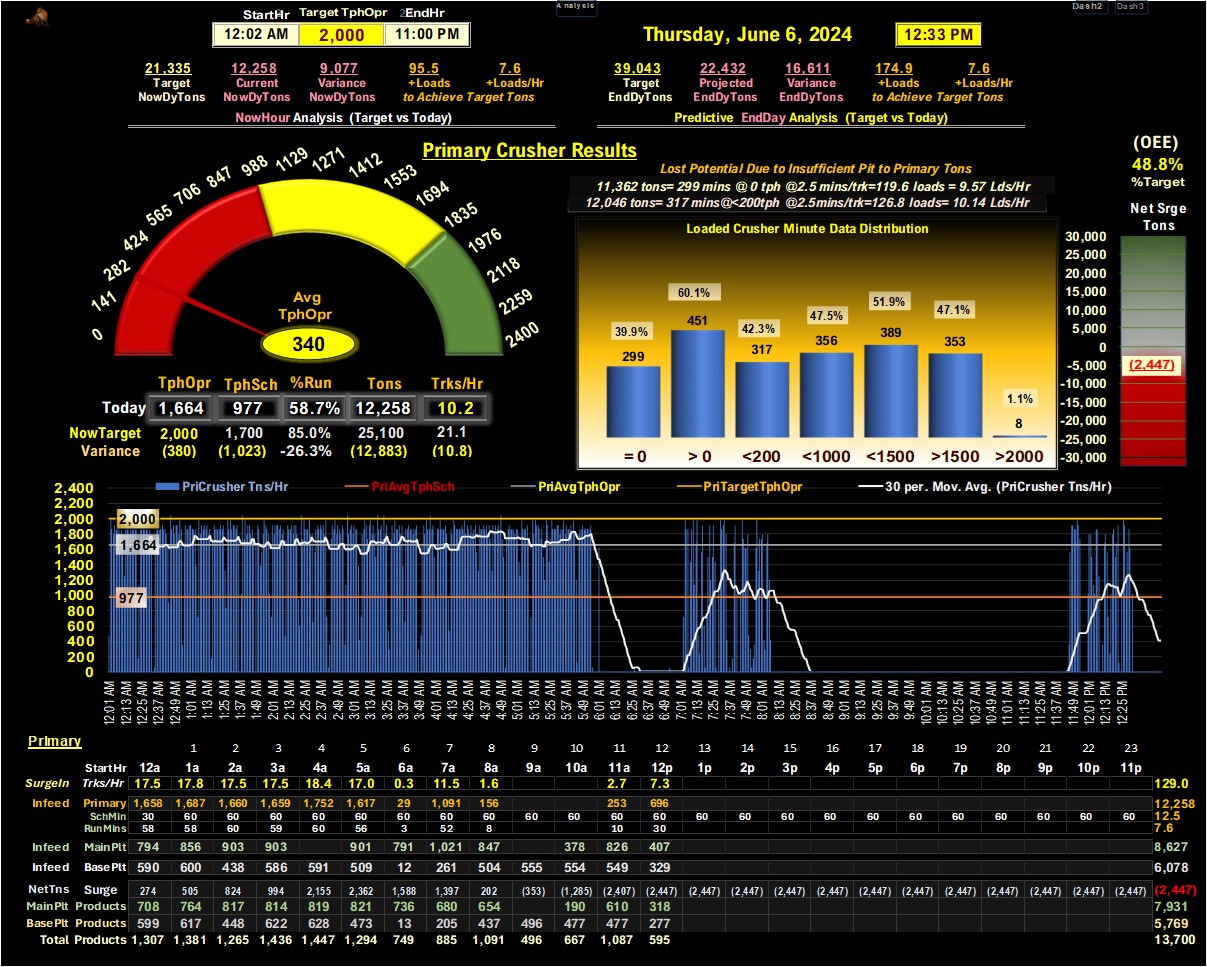 StartHr Target TphOpr 2EndHr
12:02 AM 2,000 11:00 PM
Analysis
Dash2 Dash3
Thursday, June 6, 2024 12:33 PM
21,335 12,258 9,077 95.5 7.6
Target Current Variance +Loads +Loads/Hr
NowDyTons NowDyTons NowDyTons to Achieve Target Tons
NowHour Analysis (Target vs Today)
39,043 22,432 16,611 174.9 7.6
Target Projected Variance +Loads +Loads/Hr
EndDyTons EndDyTons EndDyTons to Achieve Target Tons
Predictive EndDay Analysis (Target vs Today)
Primary Crusher Results
0 141 282 424 565 706 847 988 1129 1271 1412 1553 1694 1835 1976 2118 2259 2400
Avg
TphOpr
340
TphOpr TphSch %Run Tons Trks/Hr
Today 1,664 977 58.7% 12,258 10.2
NowTarget 2,000 1,700 85.0% 25,100 21.1
Variance (380) (1,023) -26.3% (12,883) (10.8)
Lost Potential Due to Insufficient Pit to Primary Tons
11,362 tons= 299 mins @ 0 tph @2.5 mins/trk=119.6 loads = 9.57 Lds/Hr
12,046 tons= 317 mins@<200tph @2.5mins/trk=126.8 loads= 10.14 Lds/Hr
Loaded Crusher Minute Data Distribution
39.9% 60.1% 42.3% 47.5% 51.9% 47.1% 1.1%
299 451 317 356 389 353 8
= 0 > 0 <200 <1000 <1500 >1500 >2000
(OEE)
48.8%
%Target
Net Srge
Tons
30,000
25,000
20,000
15,000
10,000
5,000
0
-5,000
-10,000
-15,000
-20,000
-25,000
-30,000
(2,447)
PriCrusher Tns/Hr PriAvgTphSch PriAvgTphOpr PriTargetTphOpr 30 per. Mov. Avg. (PriCrusher Tns/Hr)
2,400
2,200
2,000
1,800
1,600
1,400
1,200
1,000
800
600
400
200
0
2,000
1,664
977
12:01 AM 12:13 AM 12:25 AM 12:37 AM 12:49 AM 1:01 AM 1:13 AM 1:25 AM 1:37 AM 1:49 AM 2:01 AM 2:13 AM 2:25 AM 2:37 AM 2:49 AM 3:01 AM 3:13 AM 3:25 AM 3:37 AM 3:49 AM 4:01 AM 4:13 AM 4:25 AM 4:37 AM 4:49 AM 5:01 AM 5:13 AM 5:25 AM 5:37 AM 5:49 AM 6:01 AM 6:13 AM 6:25 AM 6:37 AM 6:49 AM 7:01 AM 7:13 AM 7:25 AM 7:37 AM 7:49 AM 8:01 AM 8:13 AM 8:25 AM 8:37 AM 8:49 AM 9:01 AM 9:13 AM 9:25 AM 9:37 AM 9:49 AM 10:01 AM 10:13 AM 10:25 AM 10:37 AM 10:49 AM 11:01 AM 11:13 AM 11:25 AM 11:37 AM 11:49 AM 12:01 PM 12:13 PM 12:25 PM
Primary
1 2 3 4 5 6 7 8 9 10 11 12 13 14 15 16 17 18 19 20 21 22 23
StartHr 12a 1a 2a 3a 4a 5a 6a 7a 8a 9a 10a 11a 12p 1p 2p 3p 4p 5p 6p 7p 8p 9p 10p 11p
SurgeIn Trks/Hr 17.5 17.8 17.5 17.5 18.4 17.0 0.3 11.5 1.6 2.7 7.3 129.0
Infeed Primary 1,658 1,687 1,660 1,659 1,752 1,617 29 1,091 156 253 696 12,258
SchMin 30 60 60 60 60 60 60 60 60 60 60 60 60 60 60 60 60 60 60 60 60 60 60 60 12.5
RunMins 58 58 60 59 60 56 3 52 8 10 30 7.6
Infeed MainPlt 794 856 903 903 901 791 1,021 847 378 826 407 8,627
Infeed BasePlt 590 600 438 586 591 509 12 261 504 555 554 549 329 6,078
NetTns Surge 274 505 824 994 2,155 2,362 1,588 1,397 202 (353) (1,285) (2,407) (2,447) (2,447) (2,447) (2,447) (2,447) (2,447) (2,447) (2,447) (2,447) (2,447) (2,447) (2,447) (2,447)
MainPlt Products 708 764 817 814 819 821 736 680 654 190 610 318 7,931
BasePlt Products 599 617 448 622 628 473 13 205 437 496 477 477 277 5,769
Total Products 1,307 1,381 1,265 1,436 1,447 1,294 749 885 1,091 496 667 1,087 595 13,700